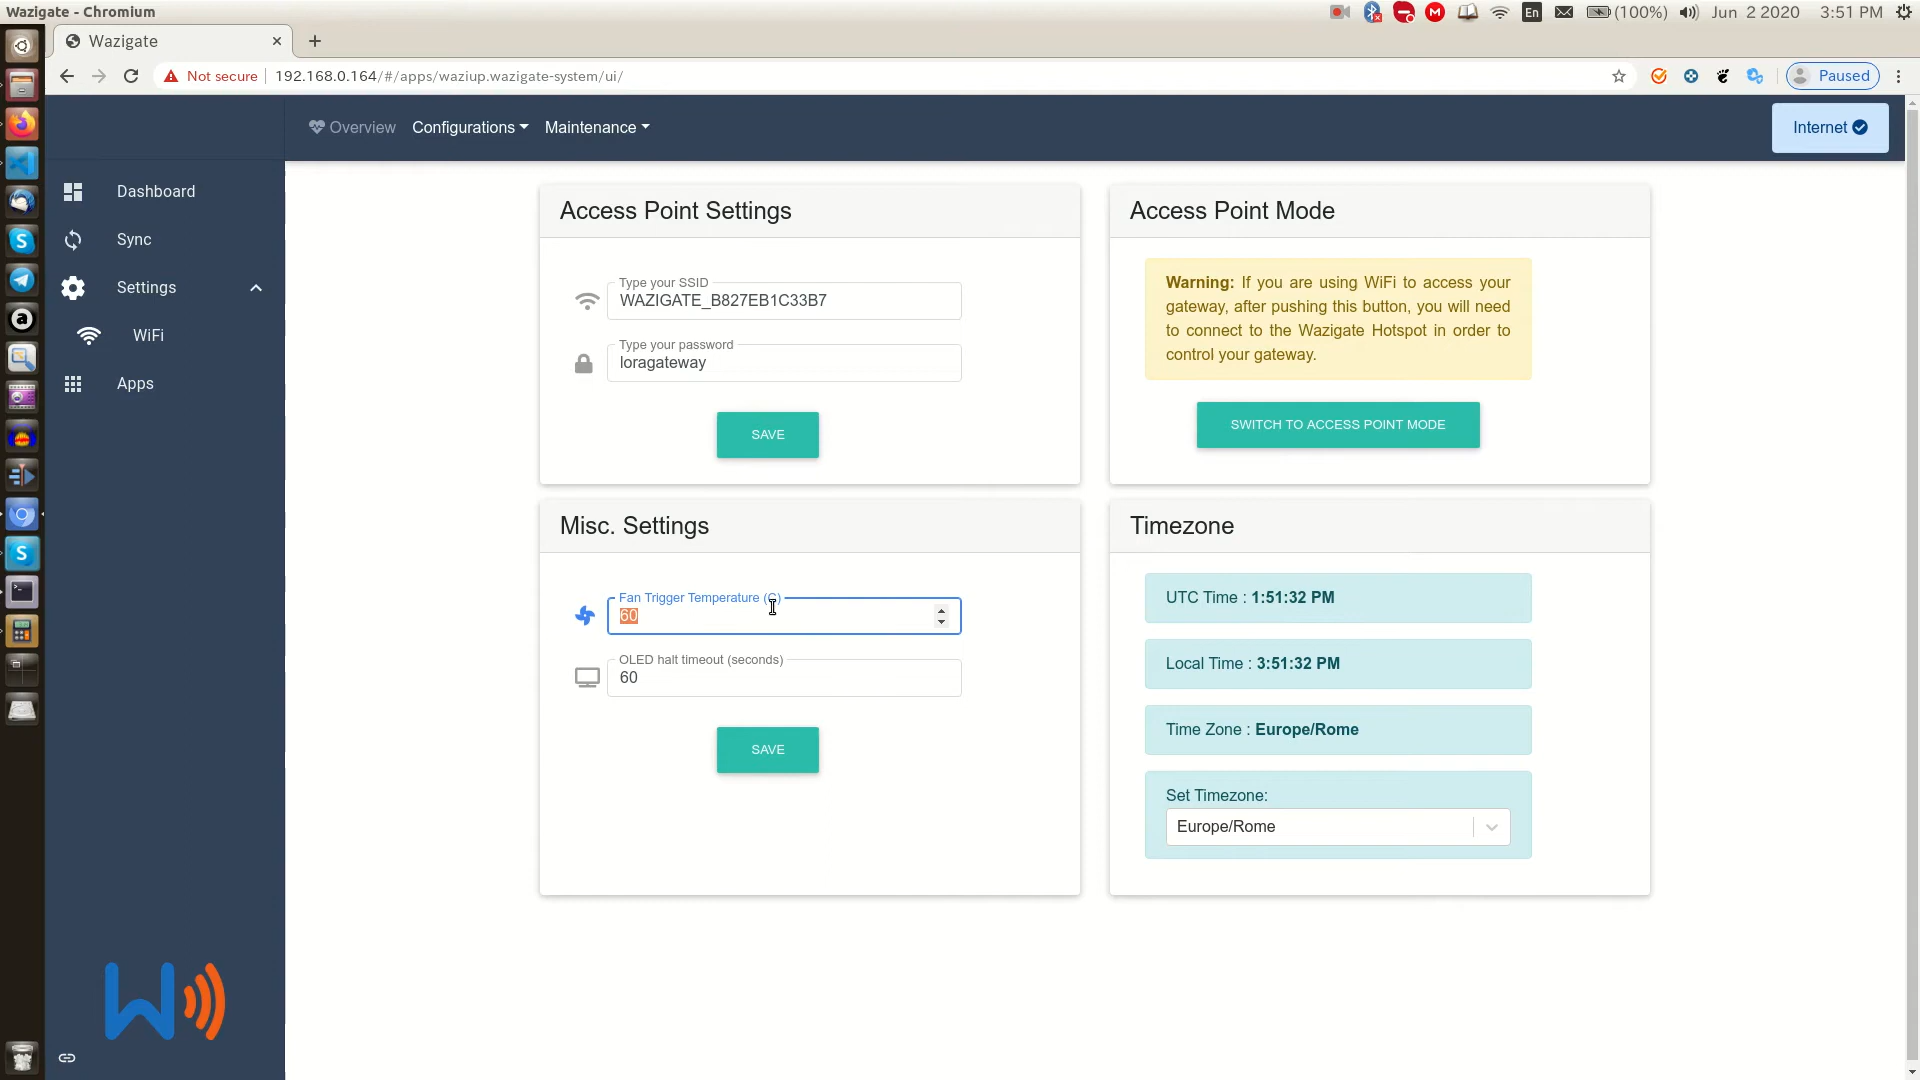 Wazigate - Chromium
En
(100%)
Jun 2 2020
3:51 PM
Wazigate
Not secure
192.168.0.164/#/apps/waziup.wazigate-system/ui/
Paused
Overview
Configurations
Maintenance
Internet
Dashboard
Sync
Settings
WiFi
Apps
Access Point Settings
Type your SSID
WAZIGATE_B827EB1C33B7
Type your password
loragateway
SAVE
Access Point Mode
Warning: If you are using WiFi to access your
gateway, after pushing this button, you will need
to connect to the Wazigate Hotspot in order to
control your gateway.
SWITCH TO ACCESS POINT MODE
Misc. Settings
Fan Trigger Temperature (C)
60
OLED halt timeout (seconds)
60
SAVE
Timezone
UTC Time : 1:51:32 PM
Local Time : 3:51:32 PM
Time Zone : Europe/Rome
Set Timezone:
Europe/Rome